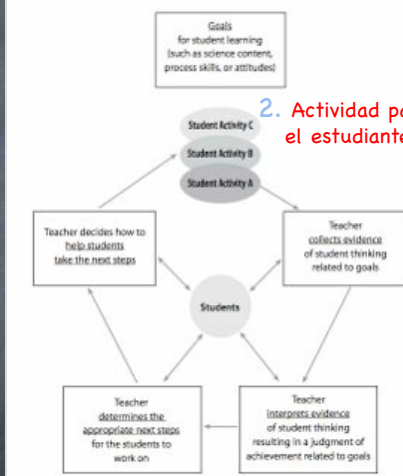 Goals
for student learning
(such as science content,
process skills, or attitudes)
2. Actividad pa
el estudiante
Student Activity C
Student Activity B
Student Activity A
Teacher decides how to
help students
take the next steps
Teacher
collects evidence
of student thinking
related to goals
Students
Teacher
determines the
appropriate next steps
for the students to
work on
Teacher
interprets evidence
of student thinking
resulting in a judgment of
achievement related to goals